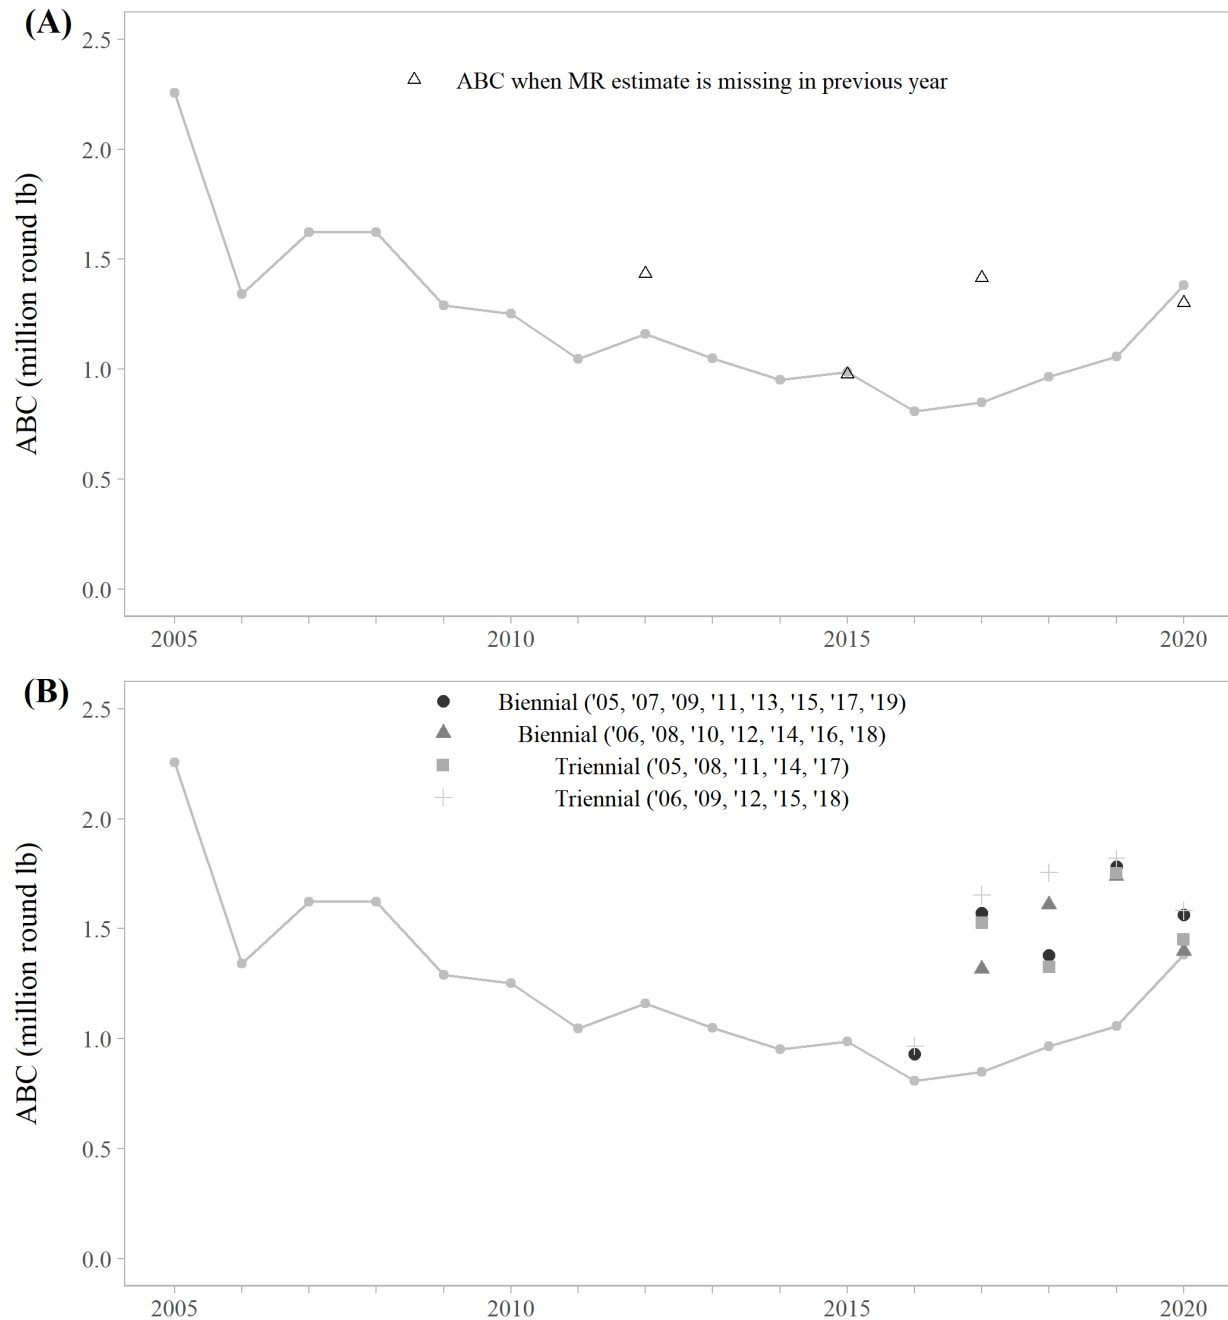 (A)
2.5
ABC when MR estimate is missing in previous year
2.0
1.5
1.0
0.5
0.0
ABC (million round lb)
2005 2010 2015 2020
(B)
Biennial ('05, '07, '09, '11, '13, '15, '17, '19)
2.5
Biennial ('06, '08, '10, '12, '14, '16, '18)
Triennial ('05, '08, '11, '14, '17)
Triennial ('06, '09, '12, '15, '18)
2.0
1.5
1.0
0.5
0.0
ABC (million round lb)
2005 2010 2015 2020